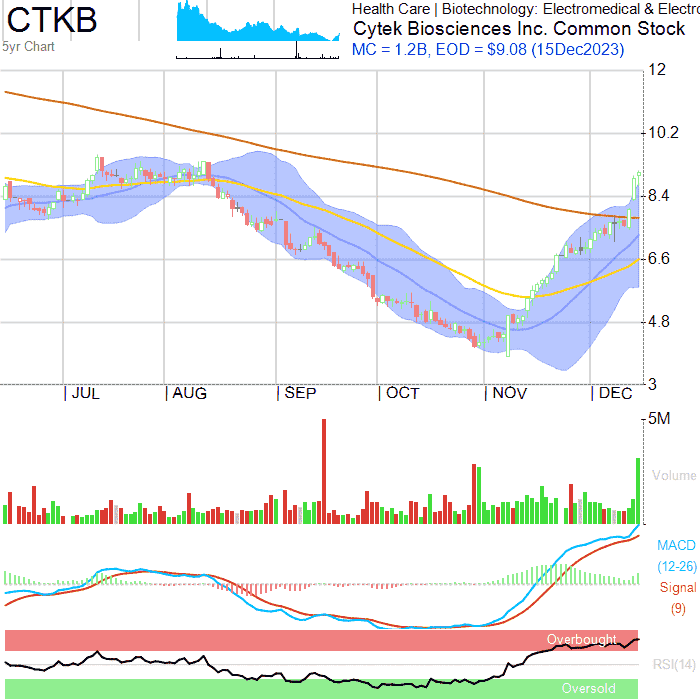 CTKB
5yr Chart
Health Care | Biotechnology: Electromedical & Electro
Cytek Biosciences Inc. Common Stock
MC = 1.2B, EOD = $9.08 (15Dec2023)
12
10.2
8.4
6.6
4.8
3
JUL AUG SEP OCT NOV DEC
5M
Volume
MACD
(12-26)
Signal
(9)
Overbought
RSI(14)
Oversold